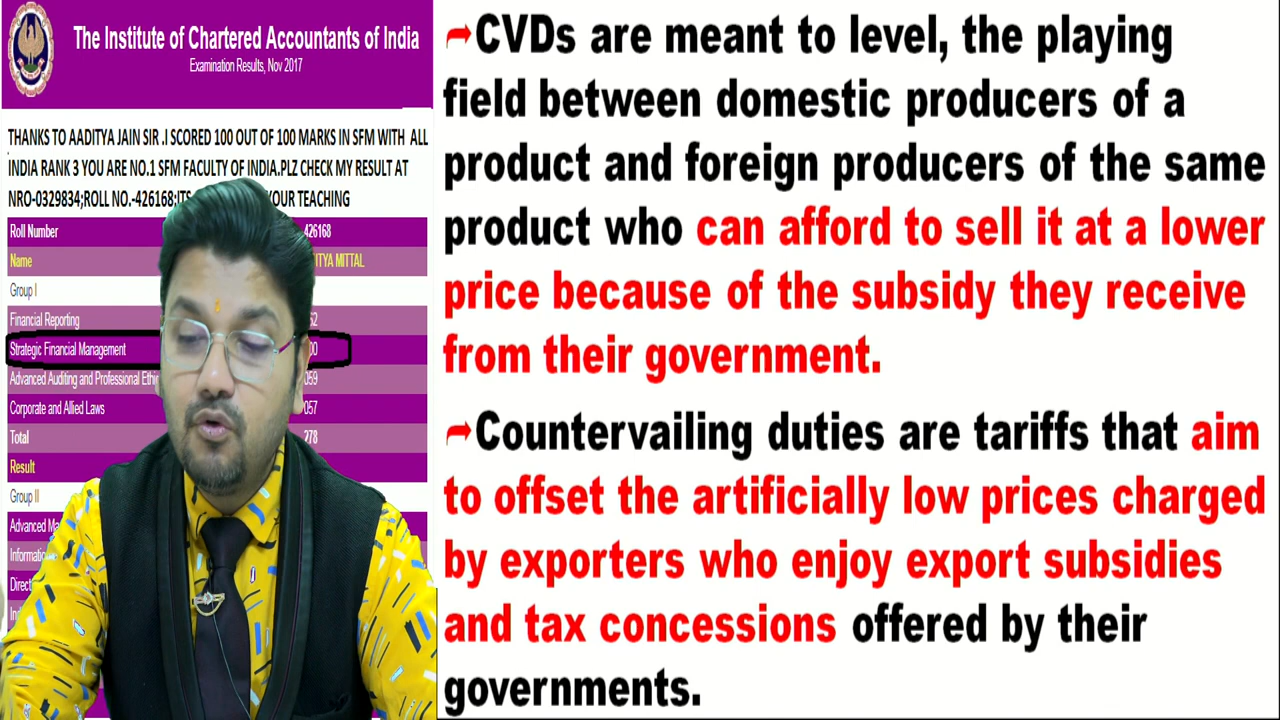 The Institute of Chartered Accountants of India
Examination Results, Nov 2017
THANKS TO AADITYA JAIN SIR .I SCORED 100 OUT OF 100 MARKS IN SFM WITH ALL
INDIA RANK 3 YOU ARE NO.1 SFM FACULTY OF INDIA.PLZ CHECK MY RESULT AT
NRO-0329834;ROLL NO.-426168;ITS YOUR TEACHING
Roll Number 426168
Name MITTAL
Group I
Financial Reporting
Strategic Financial Management
Advanced Auditing and Professional 059
Corporate and Allied Laws 057
Total 278
Result
Group II
Advanced
➦CVDs are meant to level, the playing
field between domestic producers of a
product and foreign producers of the same
product who can afford to sell it at a lower
price because of the subsidy they receive
from their government.
➦Countervailing duties are tariffs that aim
to offset the artificially low prices charged
by exporters who enjoy export subsidies
and tax concessions offered by their
governments.